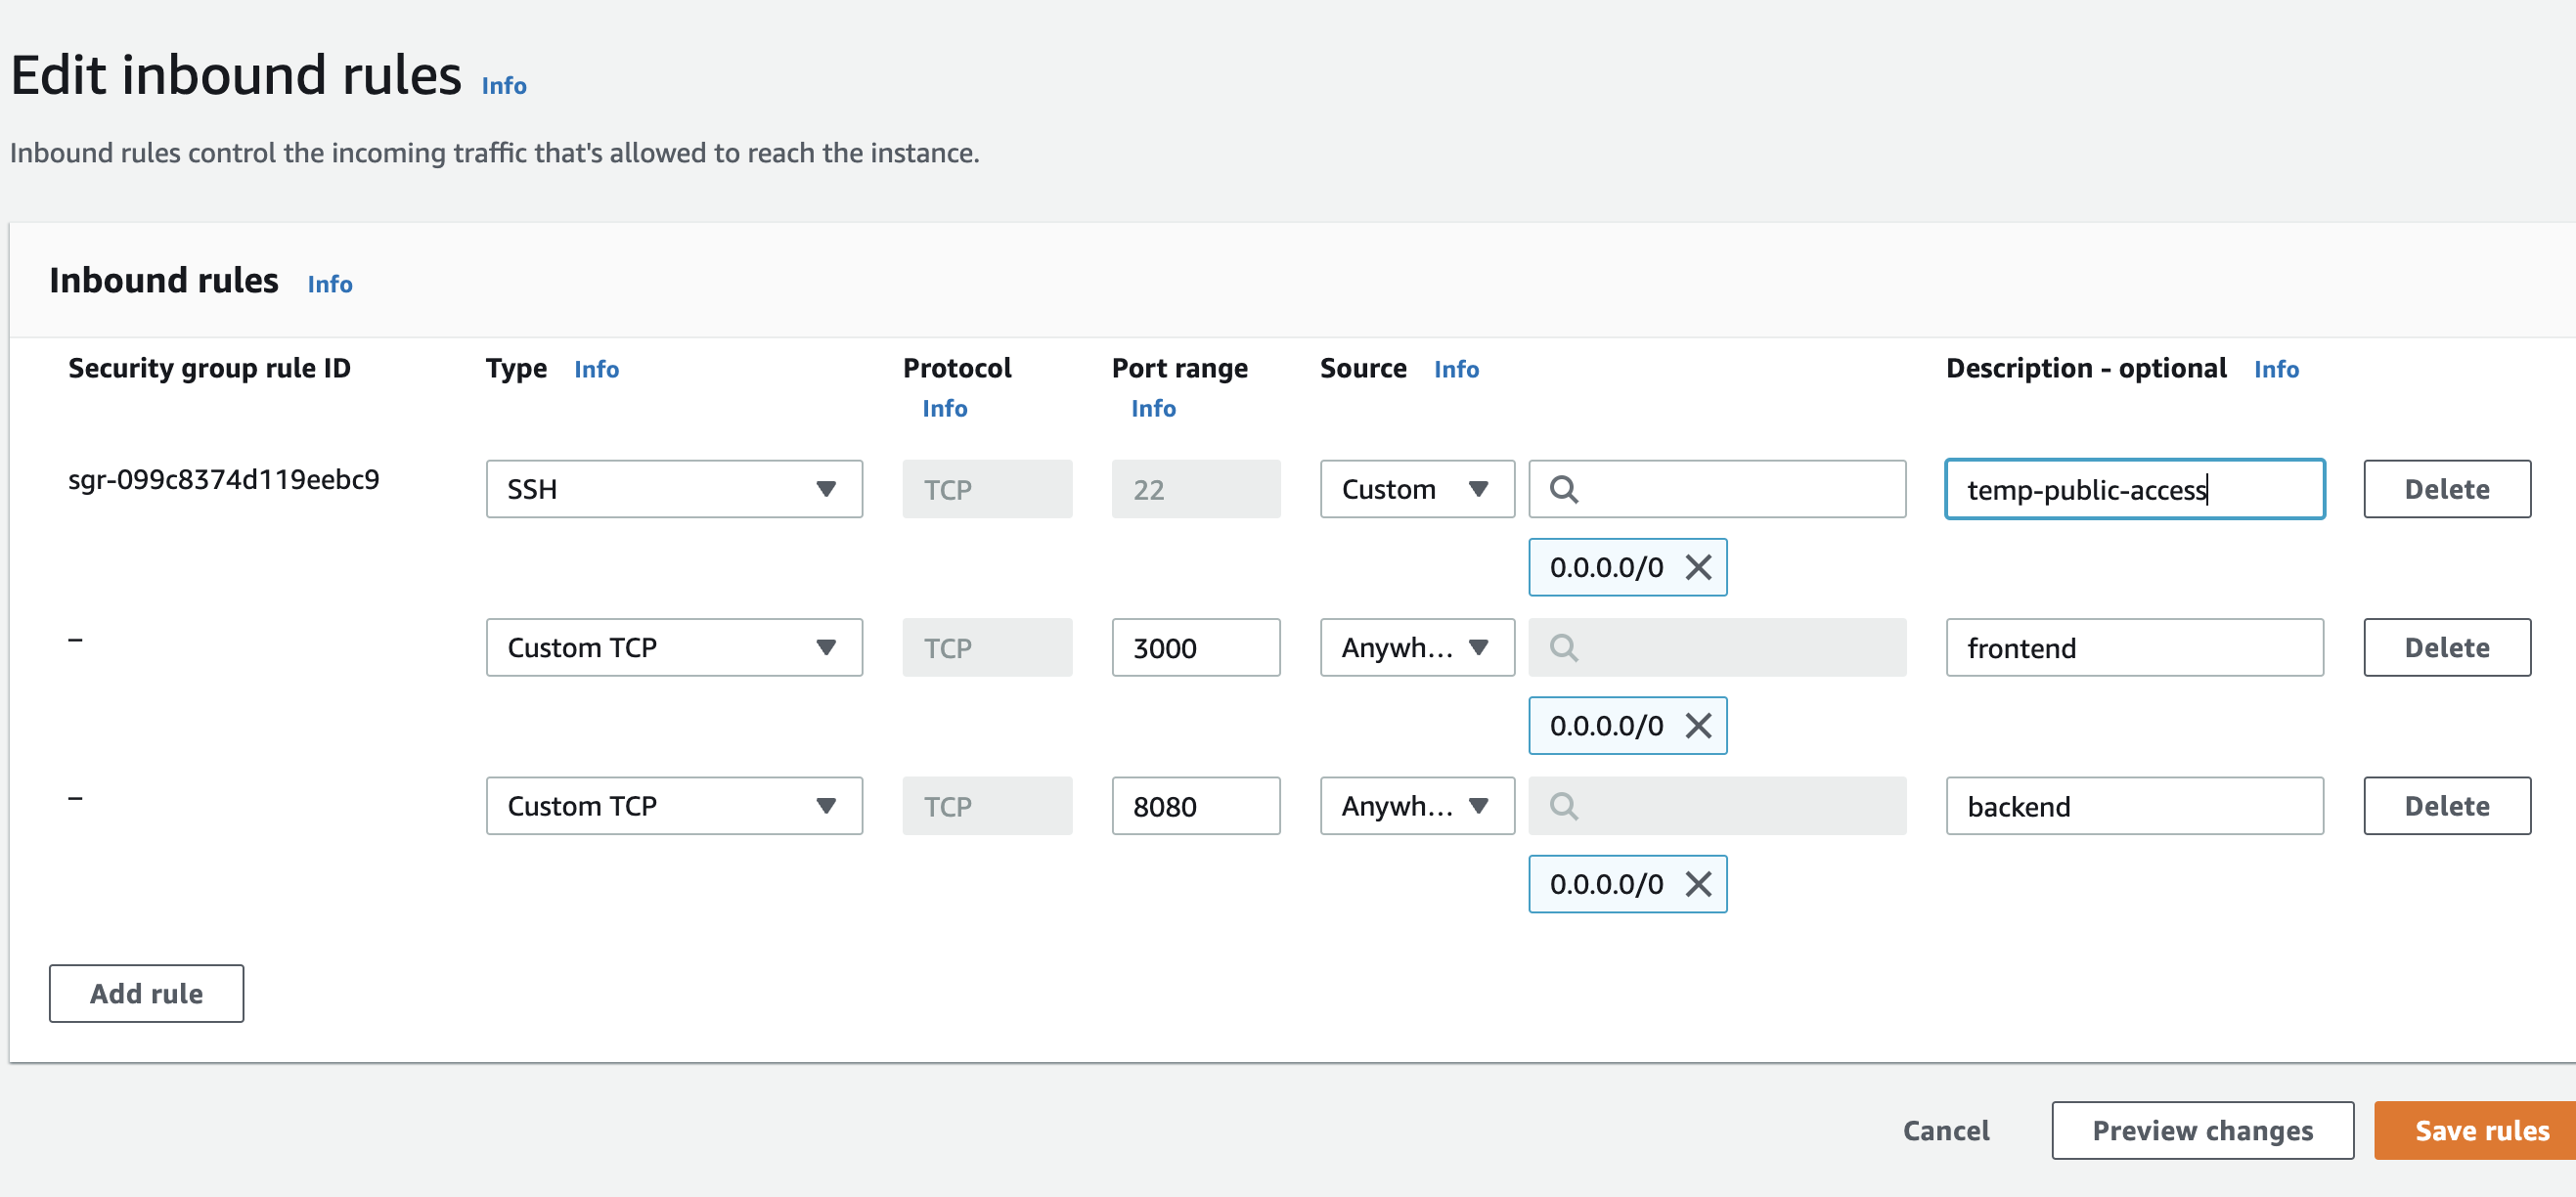 Edit inbound rules Info
Inbound rules control the incoming traffic that's allowed to reach the instance.
Inbound rules Info
Security group rule ID Type Info Protocol Info Port range Info Source Info Description - optional Info
sgr-099c8374d119eebc9 SSH TCP 22 Custom temp-public-access Delete
0.0.0.0/0
– Custom TCP TCP 3000 Anywh... frontend Delete
0.0.0.0/0
– Custom TCP TCP 8080 Anywh... backend Delete
0.0.0.0/0
Add rule
Cancel Preview changes Save rules